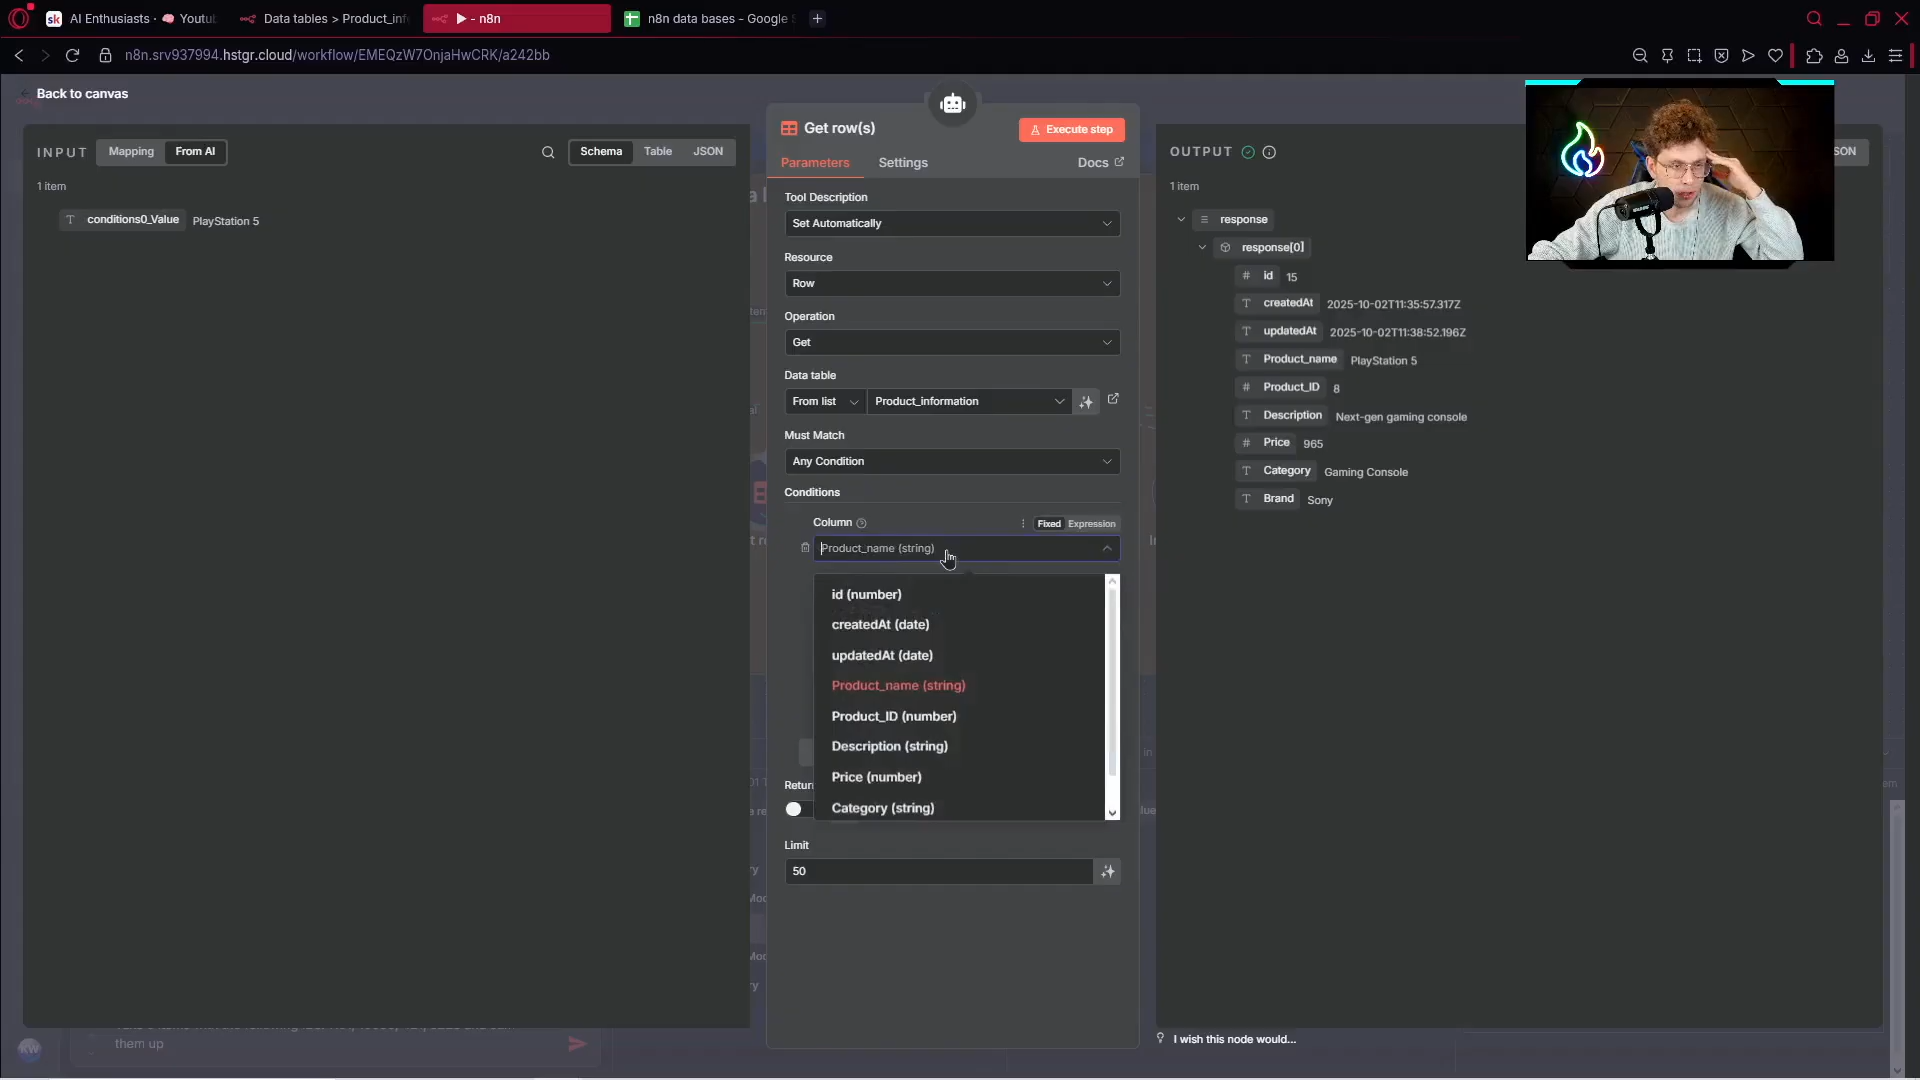 AI Enthusiasts · 🧠 Youtu
Data tables > Product_inf
▶ - n8n
n8n data bases - Google S
n8n.srv937994.hstgr.cloud/workflow/EMEQzW7OnjaHwCRK/a242bb
Back to canvas
INPUT
Mapping
From AI
Schema
Table
JSON
1 item
conditions0_Value
PlayStation 5
Get row(s)
Execute step
Parameters
Settings
Docs
Tool Description
Set Automatically
Resource
Row
Operation
Get
Data table
From list
Product_information
Must Match
Any Condition
Conditions
Column
Fixed
Expression
Product_name (string)
id (number)
createdAt (date)
updatedAt (date)
Product_name (string)
Product_ID (number)
Description (string)
Price (number)
Category (string)
Return
Limit
50
OUTPUT
SON
1 item
response
response[0]
# id 15
T createdAt 2025-10-02T11:35:57.317Z
T updatedAt 2025-10-02T11:38:52.196Z
T Product_name PlayStation 5
# Product_ID 8
T Description Next-gen gaming console
# Price 965
T Category Gaming Console
T Brand Sony
I wish this node would...
them up
KW